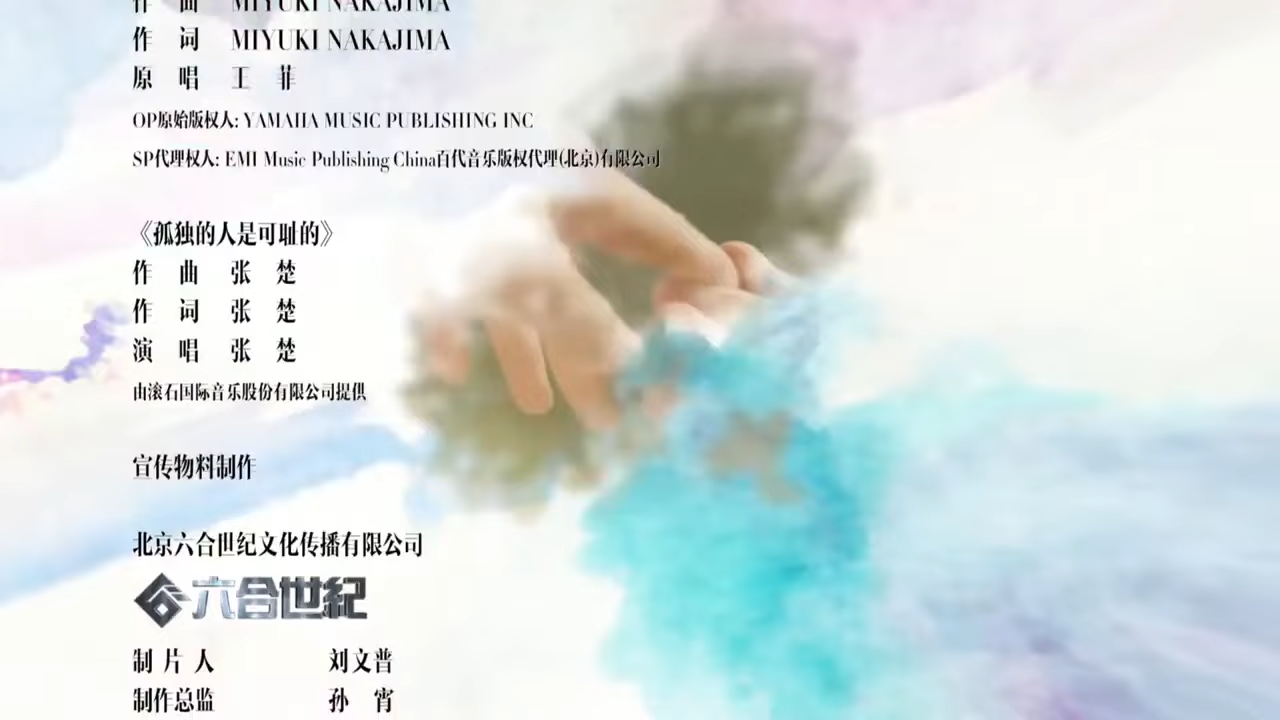 作 曲 MIYUKI NAKAJIMA
作 词 MIYUKI NAKAJIMA
原 唱 王 菲
OP原始版权人: YAMAHA MUSIC PUBLISHING INC
SP代理权人: EMI Music Publishing China百代音乐版权代理(北京)有限公司
《孤独的人是可耻的》
作 曲 张 楚
作 词 张 楚
演 唱 张 楚
由滚石国际音乐股份有限公司提供
宣传物料制作
北京六合世纪文化传播有限公司
六合世紀
制 片 人 刘文普
制作总监 孙 宵